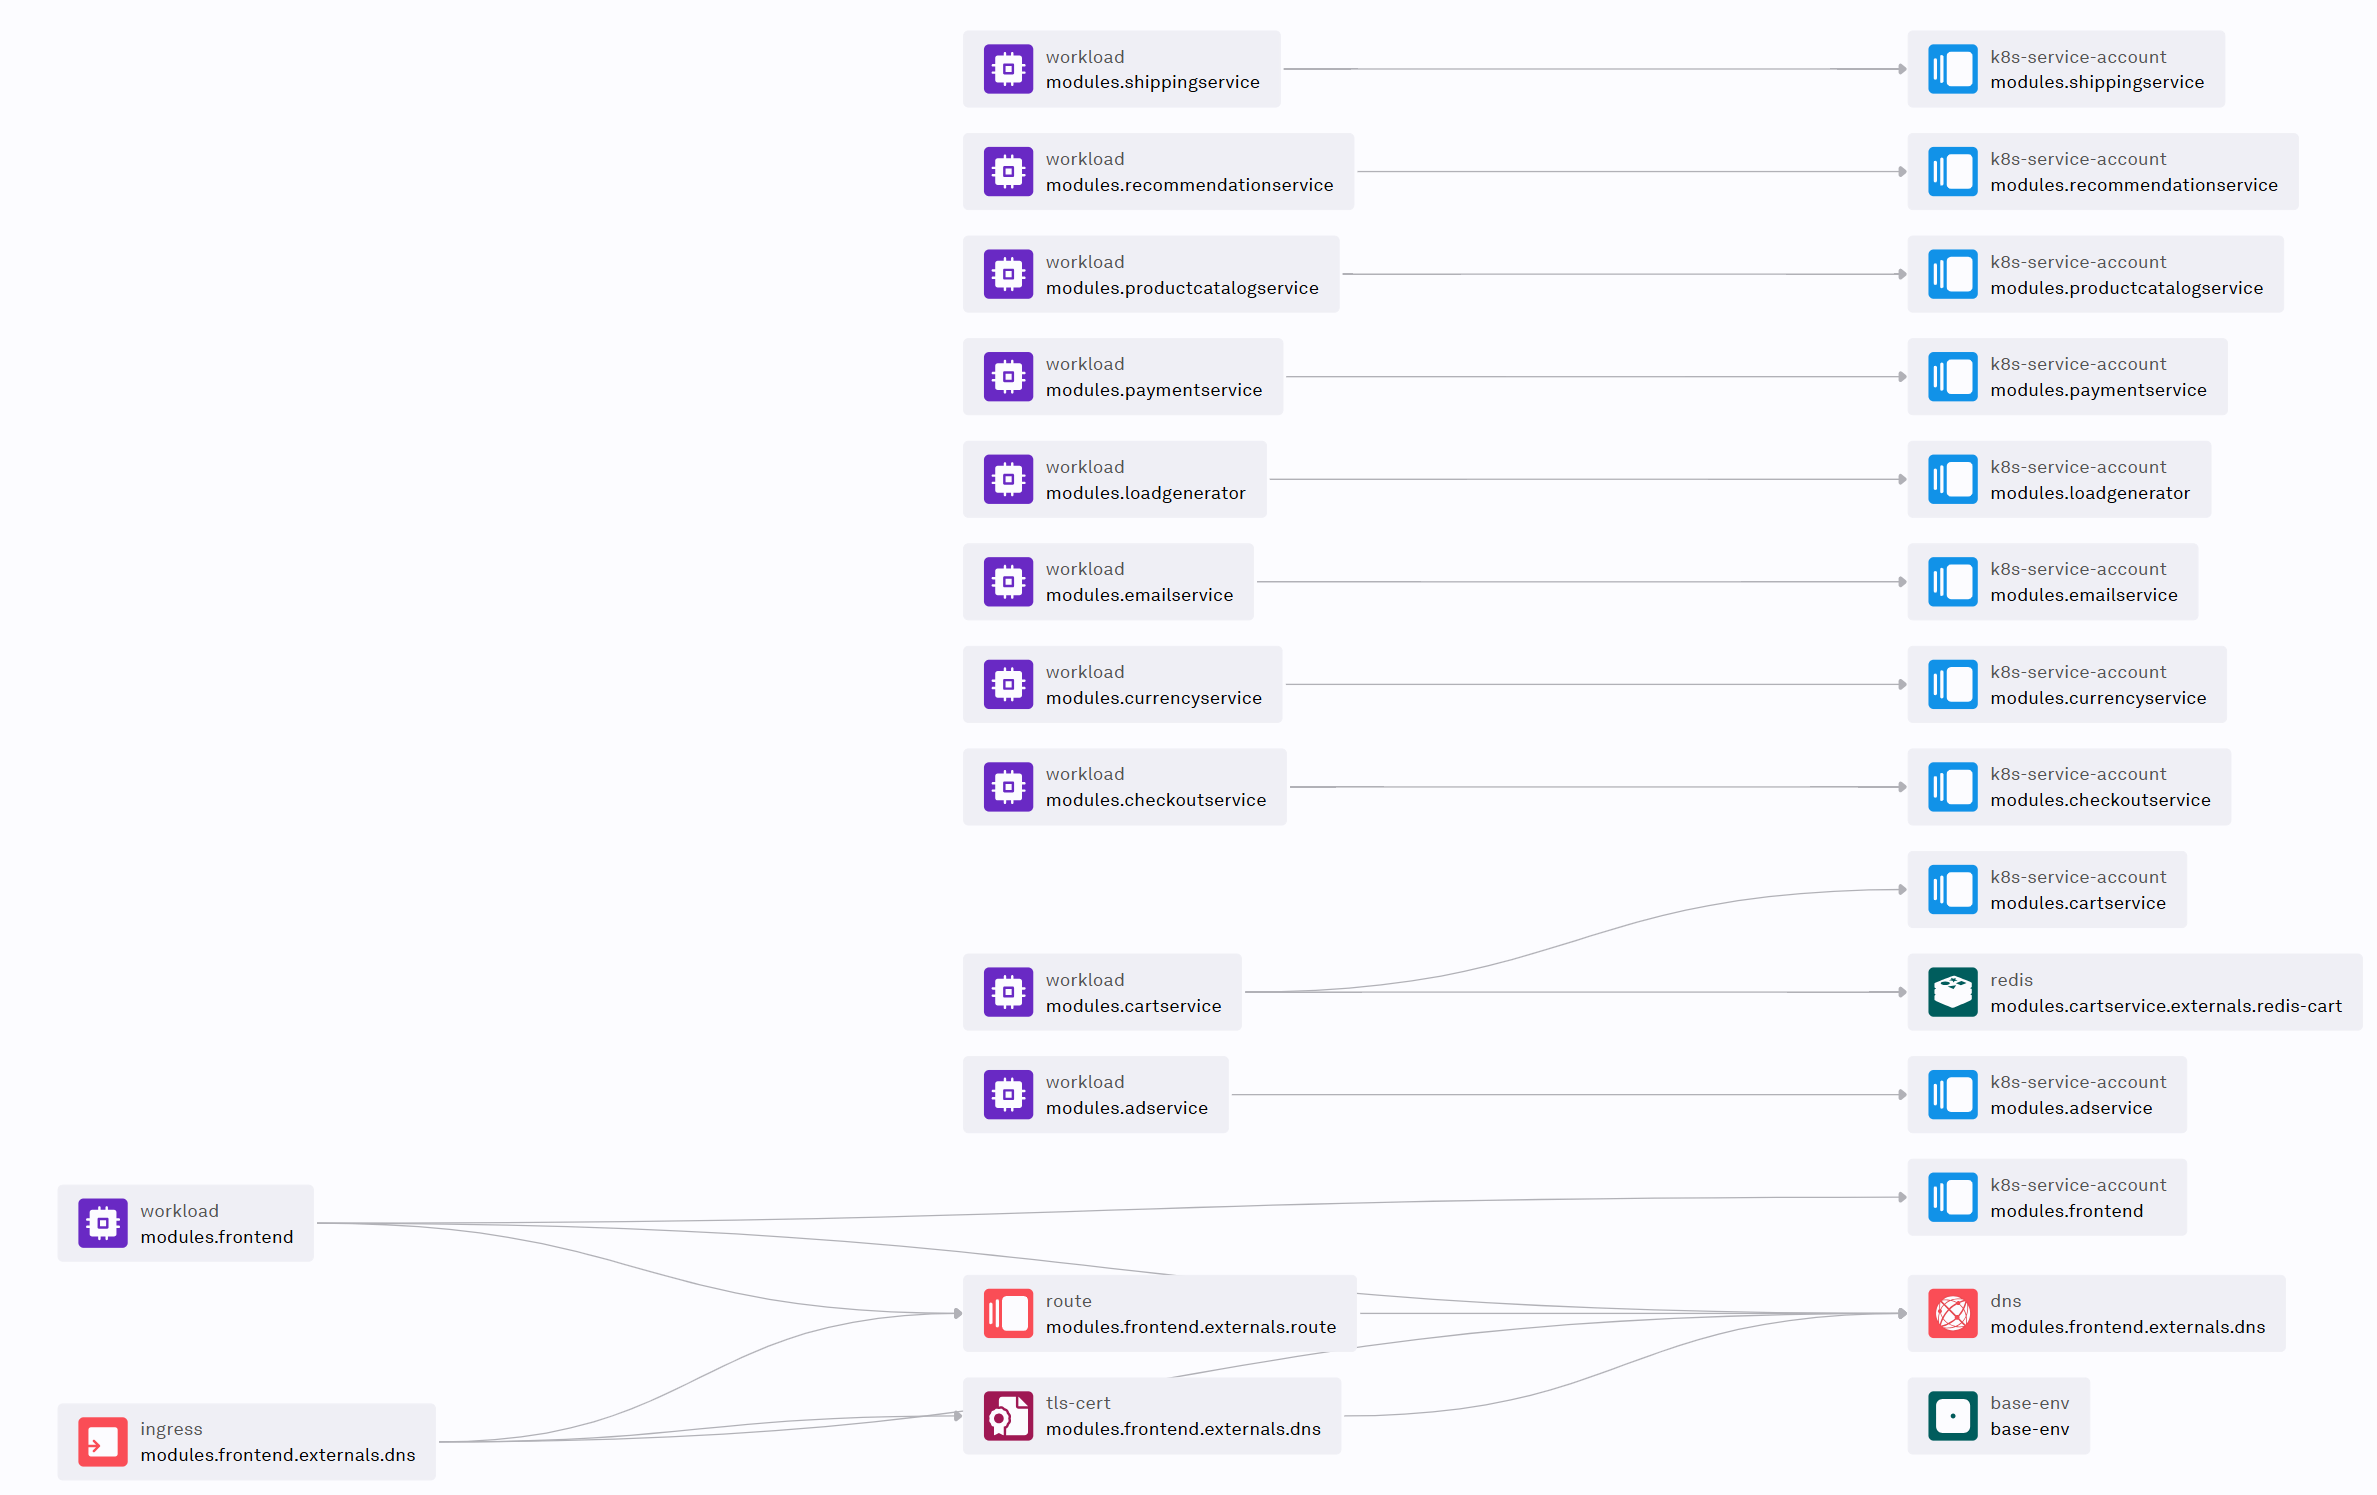 workload
modules.shippingservice
k8s-service-account
modules.shippingservice
workload
modules.recommendationservice
k8s-service-account
modules.recommendationservice
workload
modules.productcatalogservice
k8s-service-account
modules.productcatalogservice
workload
modules.paymentservice
k8s-service-account
modules.paymentservice
workload
modules.loadgenerator
k8s-service-account
modules.loadgenerator
workload
modules.emailservice
k8s-service-account
modules.emailservice
workload
modules.currencyservice
k8s-service-account
modules.currencyservice
workload
modules.checkoutservice
k8s-service-account
modules.checkoutservice
k8s-service-account
modules.cartservice
workload
modules.cartservice
redis
modules.cartservice.externals.redis-cart
workload
modules.adservice
k8s-service-account
modules.adservice
k8s-service-account
modules.frontend
workload
modules.frontend
route
modules.frontend.externals.route
dns
modules.frontend.externals.dns
tls-cert
modules.frontend.externals.dns
base-env
base-env
ingress
modules.frontend.externals.dns